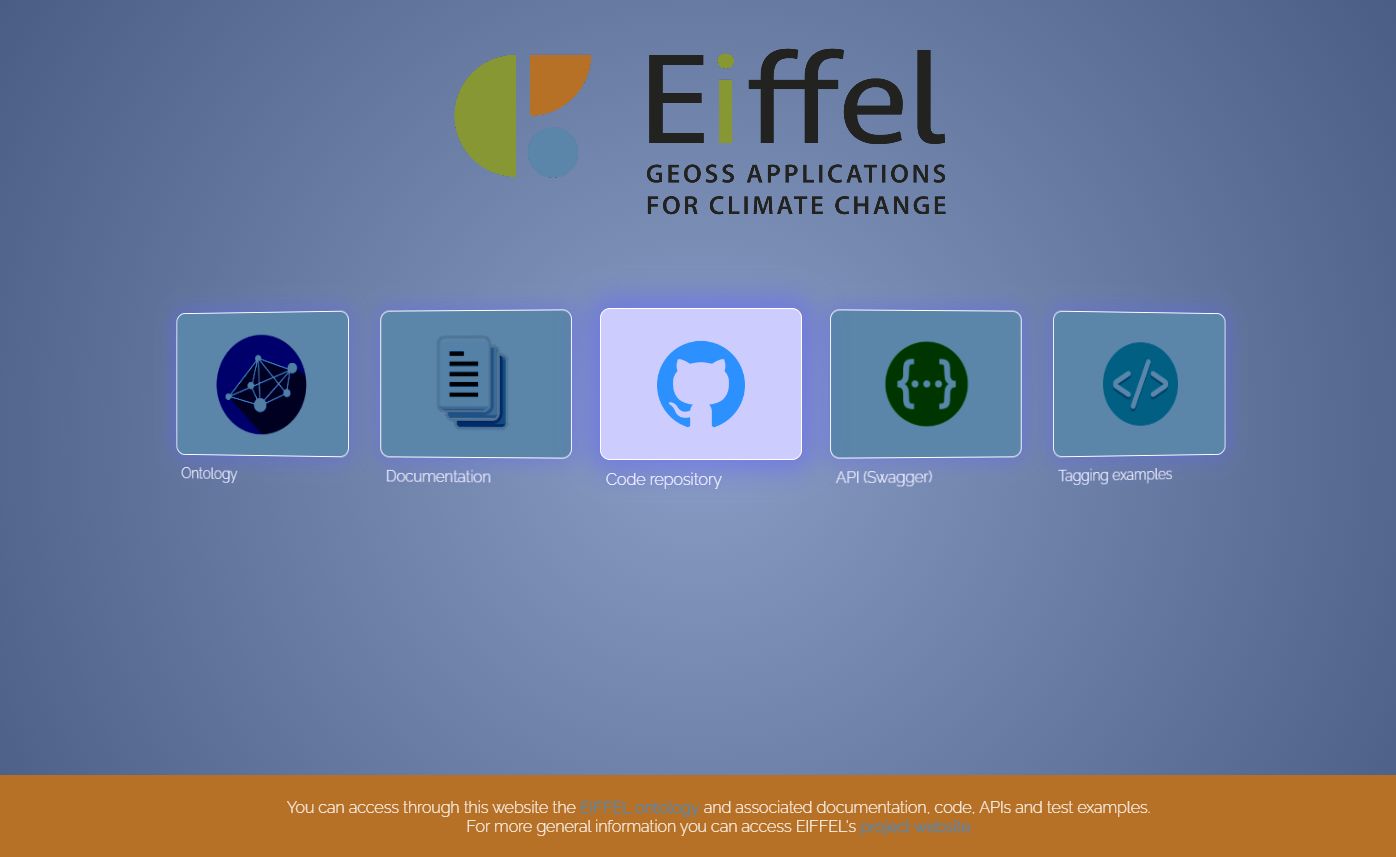 Eiffel
GEOSS APPLICATIONS
FOR CLIMATE CHANGE
Ontology
Documentation
Code repository
API (Swagger)
Tagging examples
You can access through this website the EIFFEL ontology and associated documentation, code, APIs and test examples.
For more general information you can access EIFFEL's project website